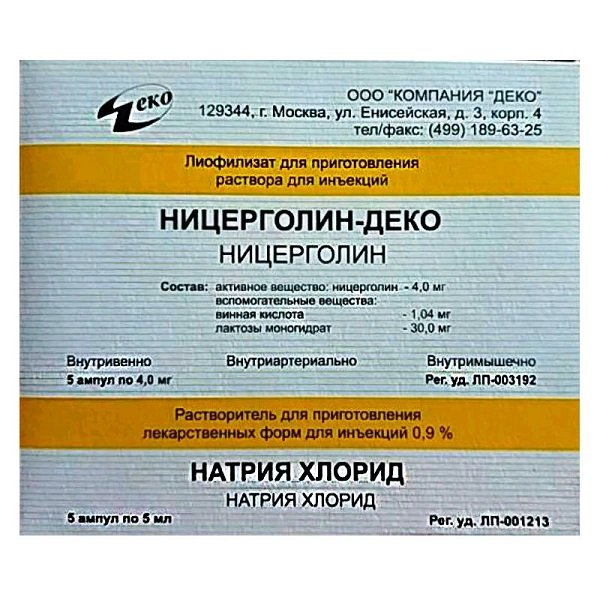 Деко
ООО "КОМПАНИЯ "ДЕКО"
129344, г. Москва, ул. Енисейская, д. 3, корп. 4
тел/факс: (499) 189-63-25
Лиофилизат для приготовления
раствора для инъекций
НИЦЕРГОЛИН-ДЕКО
НИЦЕРГОЛИН
Состав: активное вещество: ницерголин - 4,0 мг
вспомогательные вещества:
винная кислота - 1,04 мг
лактозы моногидрат - 30,0 мг
Внутривенно Внутриартериально Внутримышечно
5 ампул по 4,0 мг Рег. уд. ЛП-003192
Растворитель для приготовления
лекарственных форм для инъекций 0,9 %
НАТРИЯ ХЛОРИД
НАТРИЯ ХЛОРИД
5 ампул по 5 мл Рег. уд. ЛП-001213